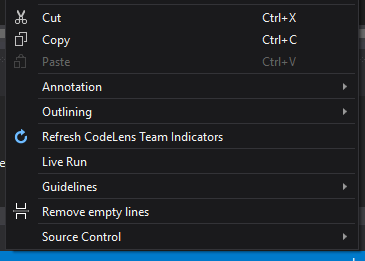 Cut Ctrl+X
Copy Ctrl+C
Paste Ctrl+V
Annotation
Outlining
Refresh CodeLens Team Indicators
Live Run
Guidelines
Remove empty lines
Source Control